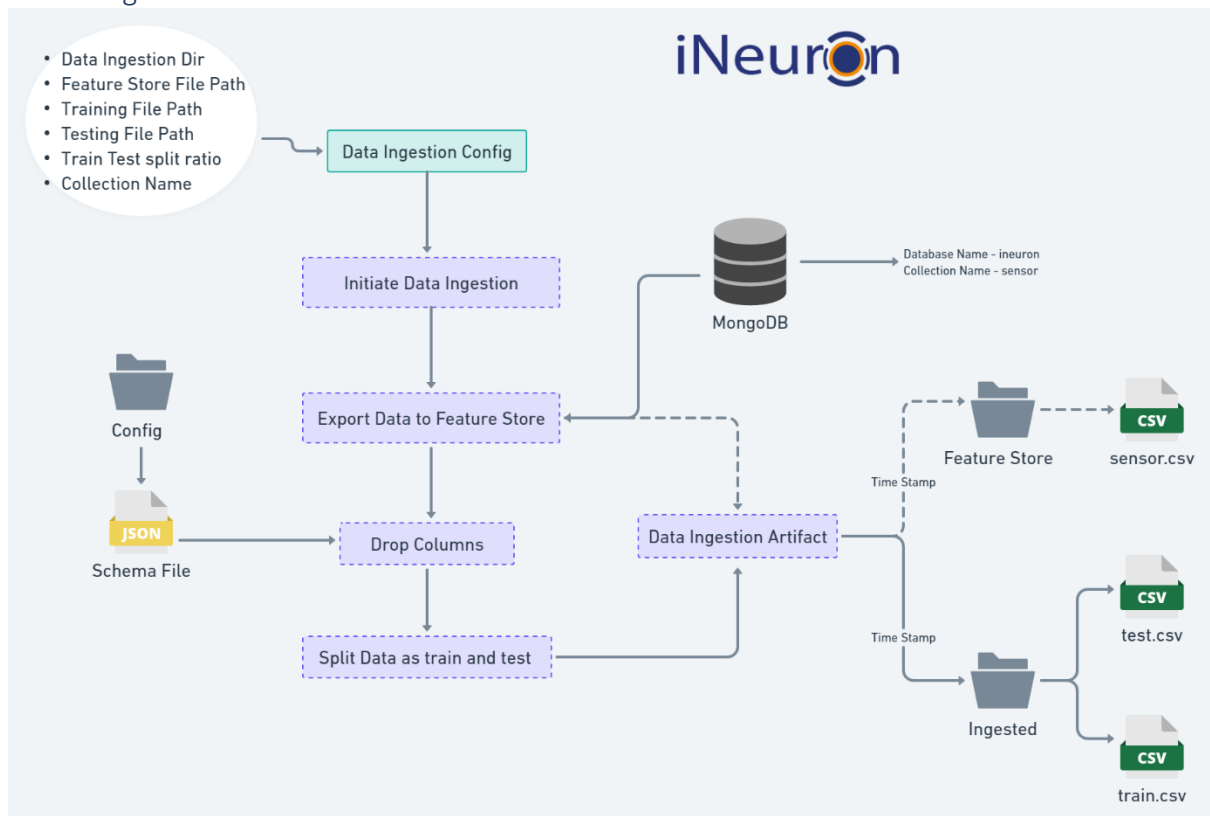 iNeuron
• Data Ingestion Dir
• Feature Store File Path
• Training File Path
• Testing File Path
• Train Test split ratio
• Collection Name
Data Ingestion Config
Initiate Data Ingestion
Database Name - ineuron
Collection Name - sensor
MongoDB
Config
Export Data to Feature Store
Feature Store
CSV
sensor.csv
Time Stamp
JSON
Schema File
Drop Columns
Data Ingestion Artifact
CSV
test.csv
Time Stamp
Split Data as train and test
Ingested
CSV
train.csv